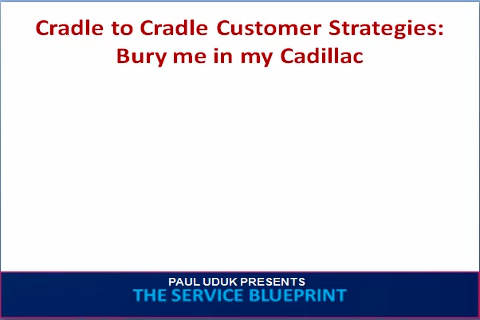 Cradle to Cradle Customer Strategies:
Bury me in my Cadillac
PAUL UDUK PRESENTS
THE SERVICE BLUEPRINT